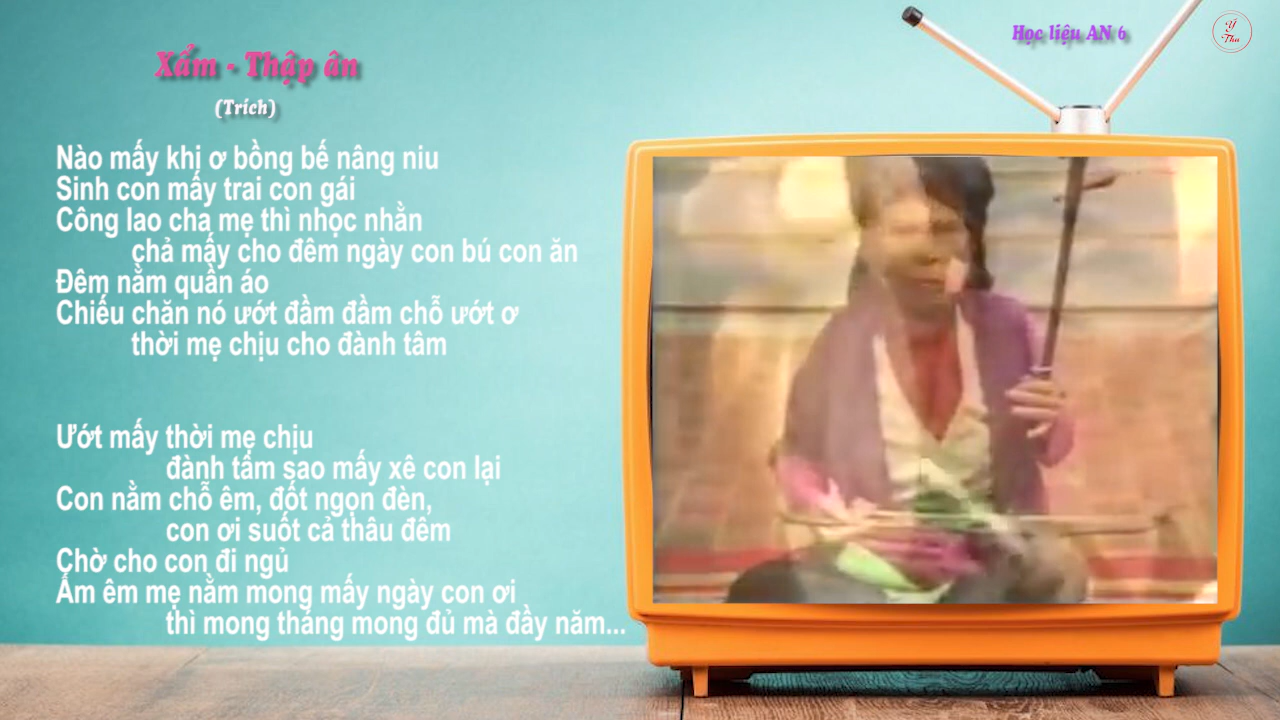 Xẩm - Thập ân
(Trích)
Nào mấy khi ơ bồng bế nâng niu
Sinh con mấy trai con gái
Công lao cha mẹ thì nhọc nhằn
chả mấy cho đêm ngày con bú con ăn
Đêm nằm quần áo
Chiếu chăn nó ướt đầm đầm chỗ ướt ơ
thời mẹ chịu cho đành tâm
Ướt mấy thời mẹ chịu
đành tâm sao mấy xê con lại
Con nằm chỗ êm, đốt ngọn đèn,
con ơi suốt cả thâu đêm
Chờ cho con đi ngủ
Ấm êm mẹ nằm mong mấy ngày con ơi
thì mong tháng mong đủ mà đầy năm...
Học liệu AN 6
Ý
Thu